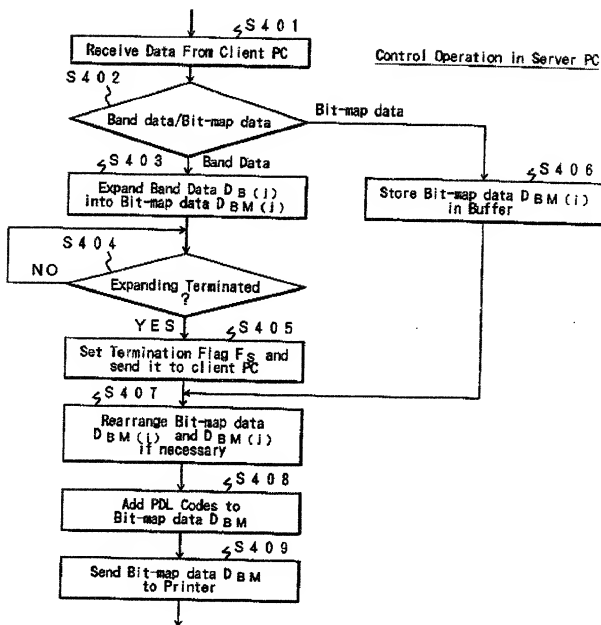 S401
Receive Data From Client PC
Control Operation in Server PC
S402
Band data/Bit-map data
Bit-map data
S403
Band Data
Expand Band Data DB(j)
into Bit-map data DBM(j)
S406
Store Bit-map data DBM(i)
in Buffer
S404
NO
Expanding Terminated
?
YES
S405
Set Termination Flag FS and
send it to client PC
S407
Rearrange Bit-map data
DBM(i) and DBM(j)
if necessary
S408
Add PDL Codes to
Bit-map data DBM
S409
Send Bit-map data DBM
to Printer